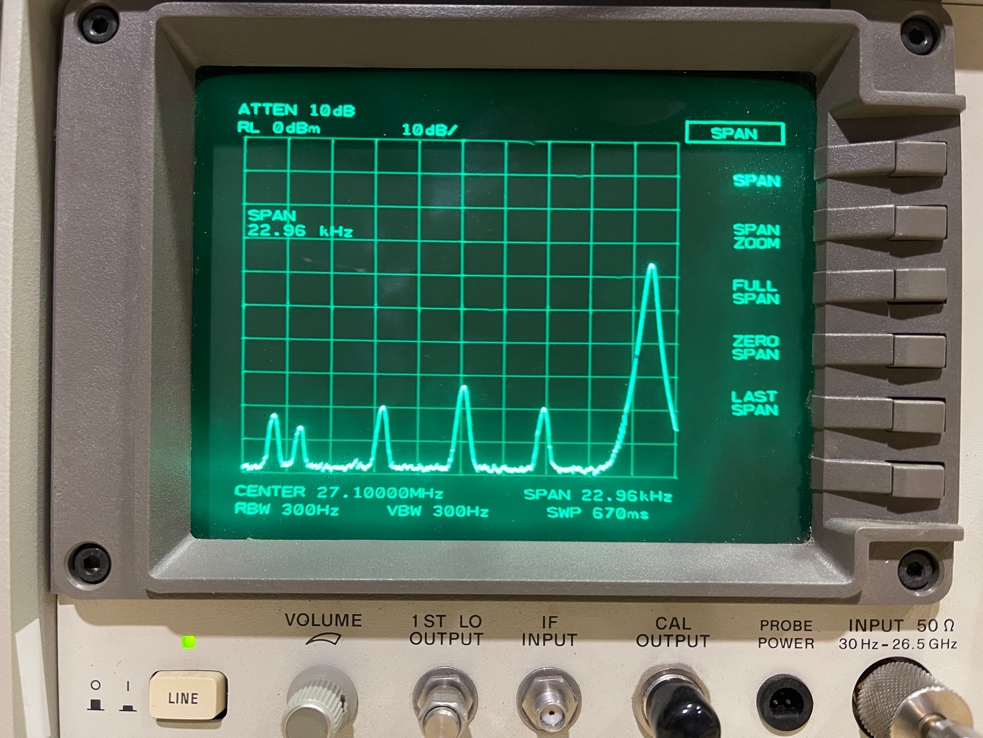 ATTEN 10dB
RL 0dBm 10dB/
SPAN
SPAN
22.96 kHz
SPAN
SPAN
ZOOM
FULL
SPAN
ZERO
SPAN
LAST
SPAN
CENTER 27.10000MHz SPAN 22.96kHz
RBW 300Hz VBW 300Hz SWP 670ms
VOLUME
1ST LO
OUTPUT
IF
INPUT
CAL
OUTPUT
PROBE
POWER
INPUT 50 Ω
30 Hz - 26.5 GHz
O I
LINE